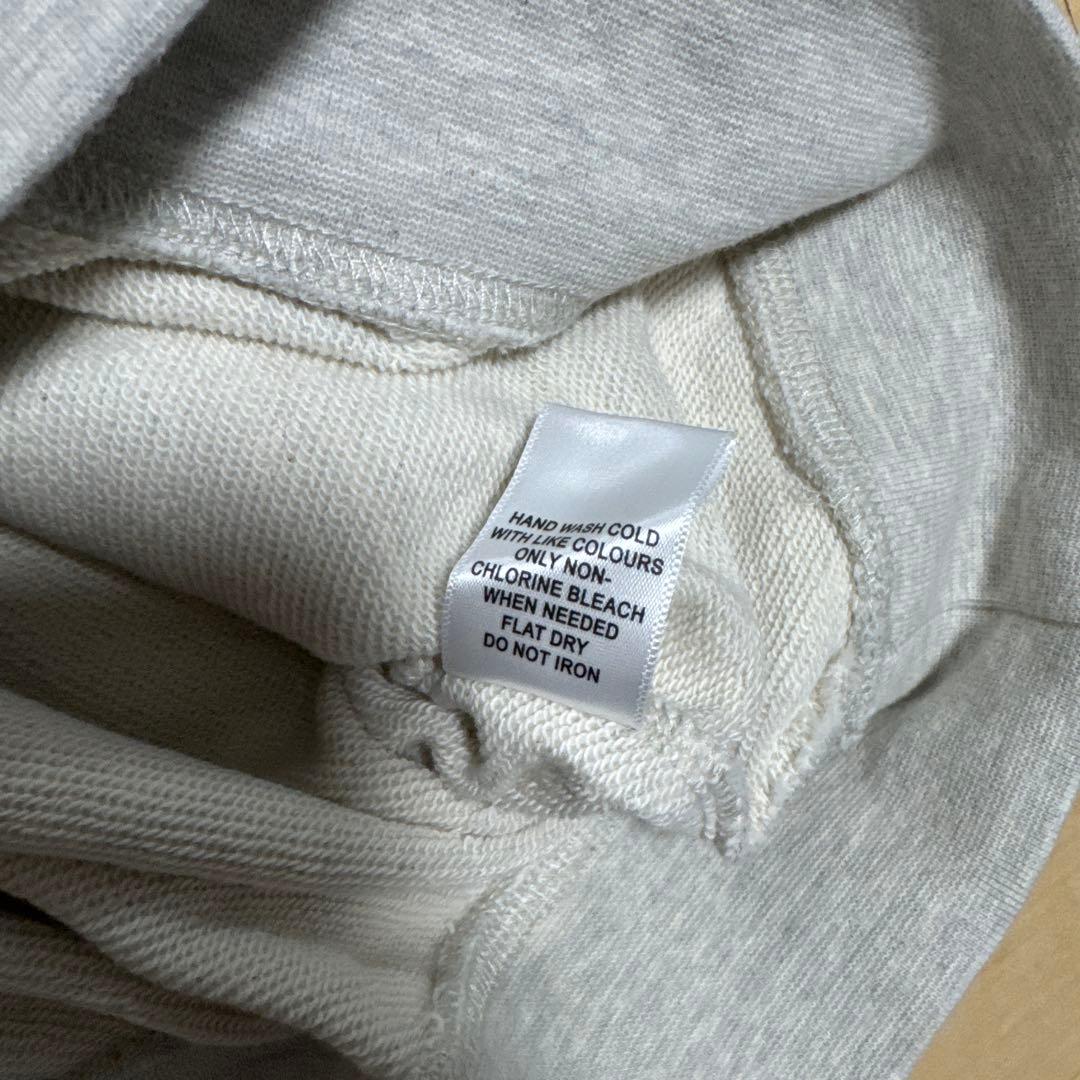 HAND WASH COLD
WITH LIKE COLOURS
ONLY NON-
CHLORINE BLEACH
WHEN NEEDED
FLAT DRY
DO NOT IRON